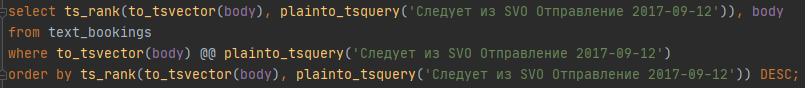 select ts_rank(to_tsvector(body), plainto_tsquery('Следует из SVO Отправление 2017-09-12')), body
from text_bookings
where to_tsvector(body) @@ plainto_tsquery('Следует из SVO Отправление 2017-09-12')
order by ts_rank(to_tsvector(body), plainto_tsquery('Следует из SVO Отправление 2017-09-12')) DESC;